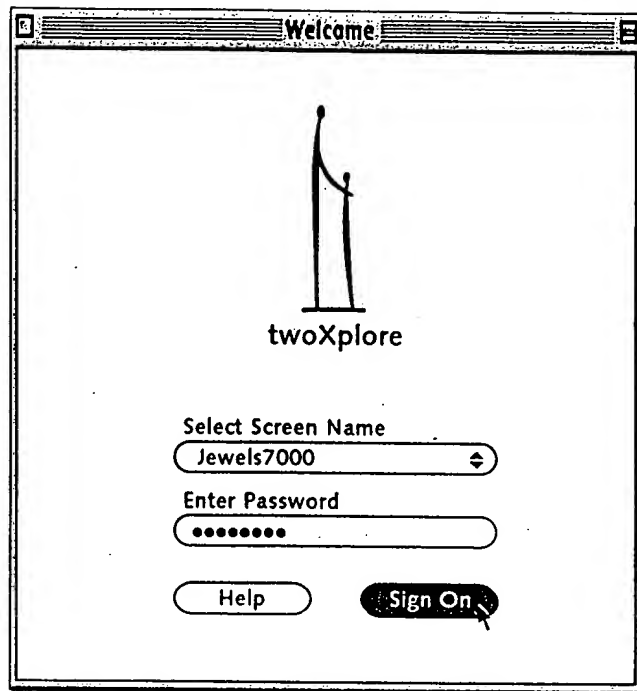 Welcome
twoXplore
Select Screen Name
Jewels7000
Enter Password
••••••••
Help
Sign On